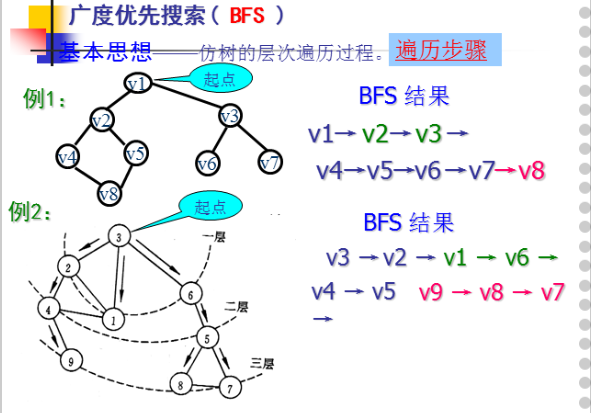 广度优先搜索( BFS )
基本思想——仿树的层次遍历过程。
遍历步骤
例1：
起点
v1
v2
v3
v4
v5
v6
v7
v8
BFS 结果
v1→ v2→ v3 →
v4→v5→v6→v7→v8
例2：
起点
3
一层
2
6
4
1
二层
5
9
三层
8
7
BFS 结果
v3 → v2 → v1 → v6 →
v4 → v5 v9 → v8 → v7
→